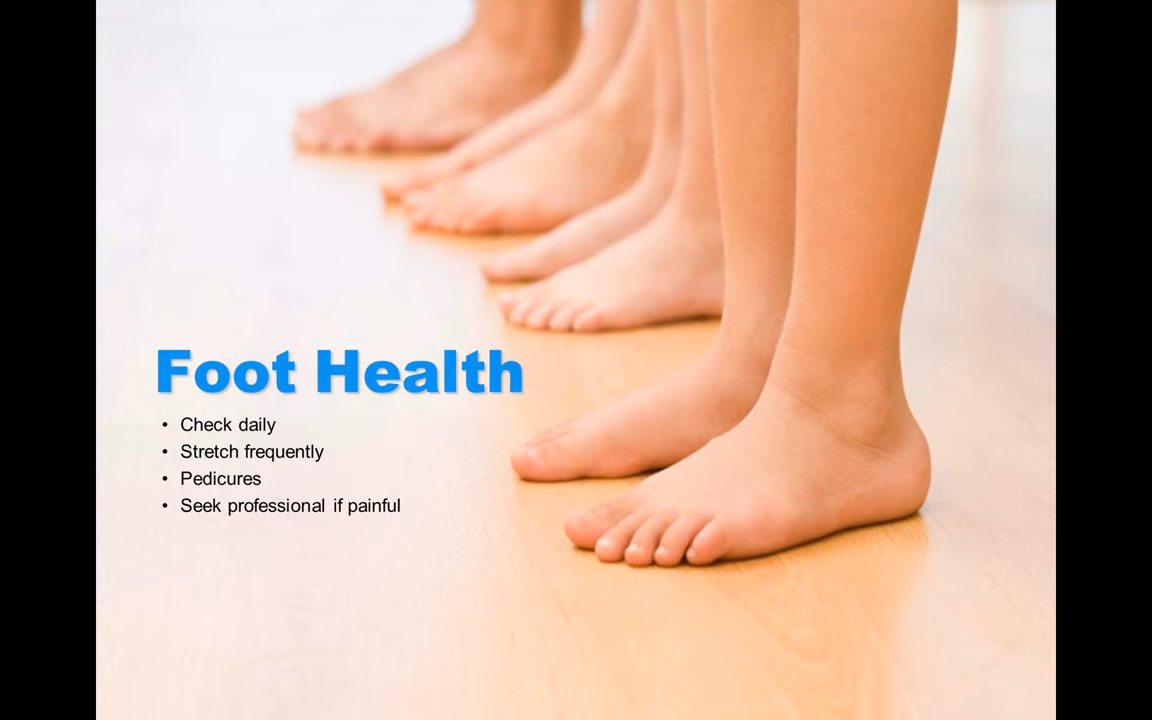 Foot Health
• Check daily
• Stretch frequently
• Pedicures
• Seek professional if painful